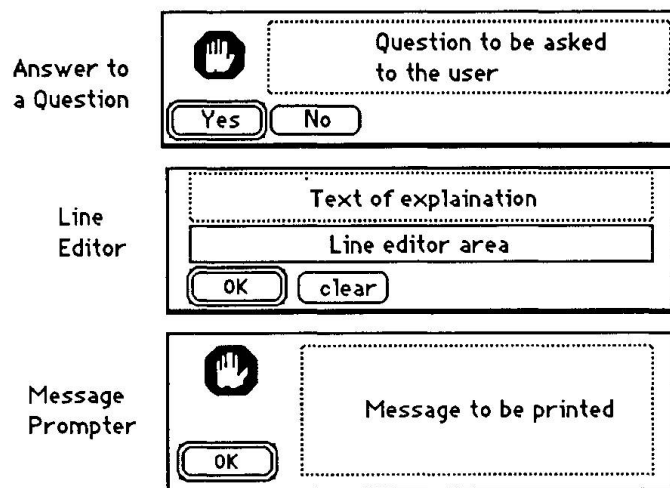 Answer to
a Question
Question to be asked
to the user
Yes
No
Line
Editor
Text of explaination
Line editor area
OK
clear
Message
Prompter
Message to be printed
OK